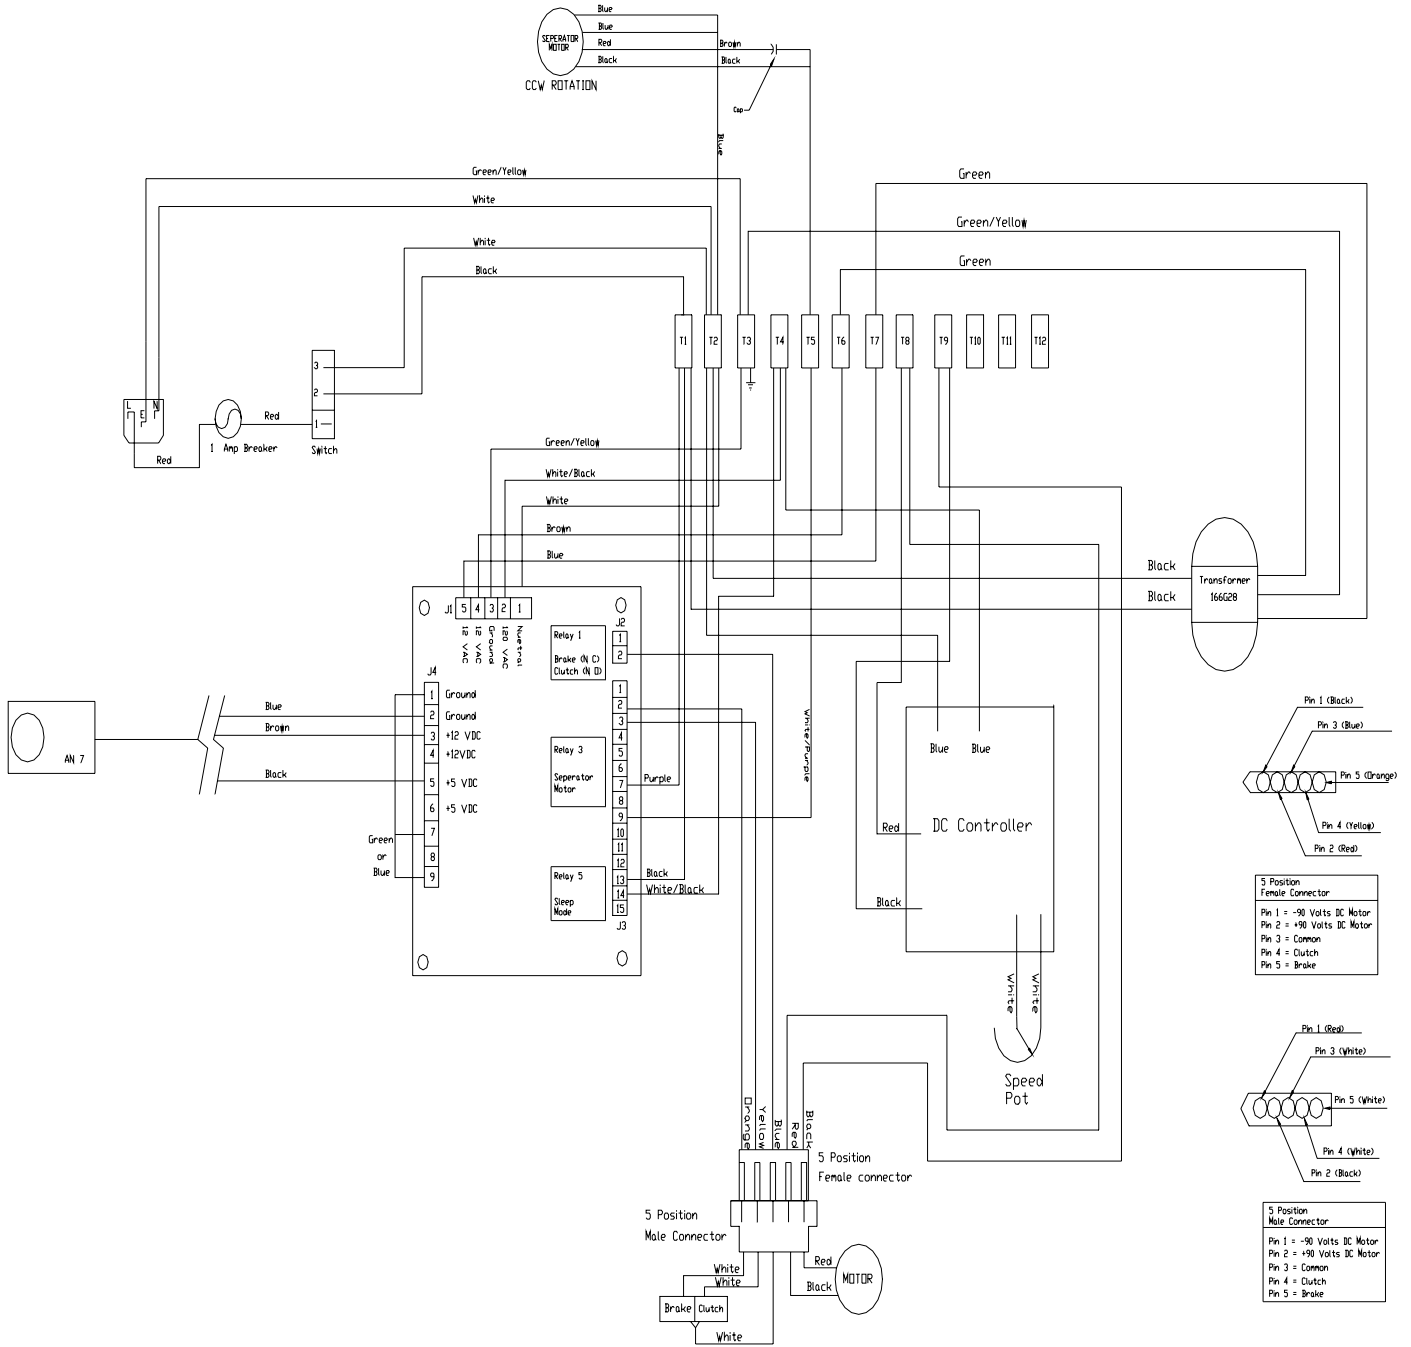 Blue
Blue
SEPERATOR
MOTOR
Red
Brown
Black
Black
CCW ROTATION
Cap
Blue
Green/Yellow
Green
White
Green/Yellow
White
Green
Black
T1
T2
T3
T4
T5
T6
T7
T8
T9
T10
T11
T12
3
2
1
Switch
L
E
N
Red
1 Amp Breaker
Red
Green/Yellow
White/Black
White
Brown
Blue
Black
Black
Transformer
166G28
J1
5
4
3
2
1
12 VAC
12 VAC
Ground
120 VAC
Nuetral
J2
1
2
Relay 1
Brake (N C)
Clutch (N O)
J4
1
Ground
2
Ground
3
+12 VDC
4
+12VDC
5
+5 VDC
6
+5 VDC
7
8
9
Green
or
Blue
Blue
Brown
Black
AN 7
Relay 3
Seperator
Motor
Relay 5
Sleep
Mode
1
2
3
4
5
6
7
8
9
10
11
12
13
14
15
J3
Purple
Black
White/Black
White/Purple
Blue
Blue
Red
DC Controller
Black
White
White
Speed
Pot
Pin 1 (Black)
Pin 3 (Blue)
Pin 5 (Orange)
Pin 4 (Yellow)
Pin 2 (Red)
5 Position
Female Connector
Pin 1 = -90 Volts DC Motor
Pin 2 = +90 Volts DC Motor
Pin 3 = Common
Pin 4 = Clutch
Pin 5 = Brake
Pin 1 (Red)
Pin 3 (White)
Pin 5 (White)
Pin 4 (White)
Pin 2 (Black)
5 Position
Male Connector
Pin 1 = -90 Volts DC Motor
Pin 2 = +90 Volts DC Motor
Pin 3 = Common
Pin 4 = Clutch
Pin 5 = Brake
Orange
Yellow
Blue
Red
Black
5 Position
Female connector
5 Position
Male Connector
White
White
Red
Black
MOTOR
Brake
Clutch
White